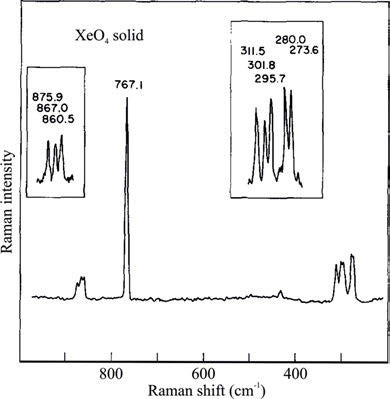 XeO4 solid
280.0
311.5 273.6
301.8
295.7
875.9
867.0
860.5
767.1
Raman intensity
800 600 400
Raman shift (cm-1)